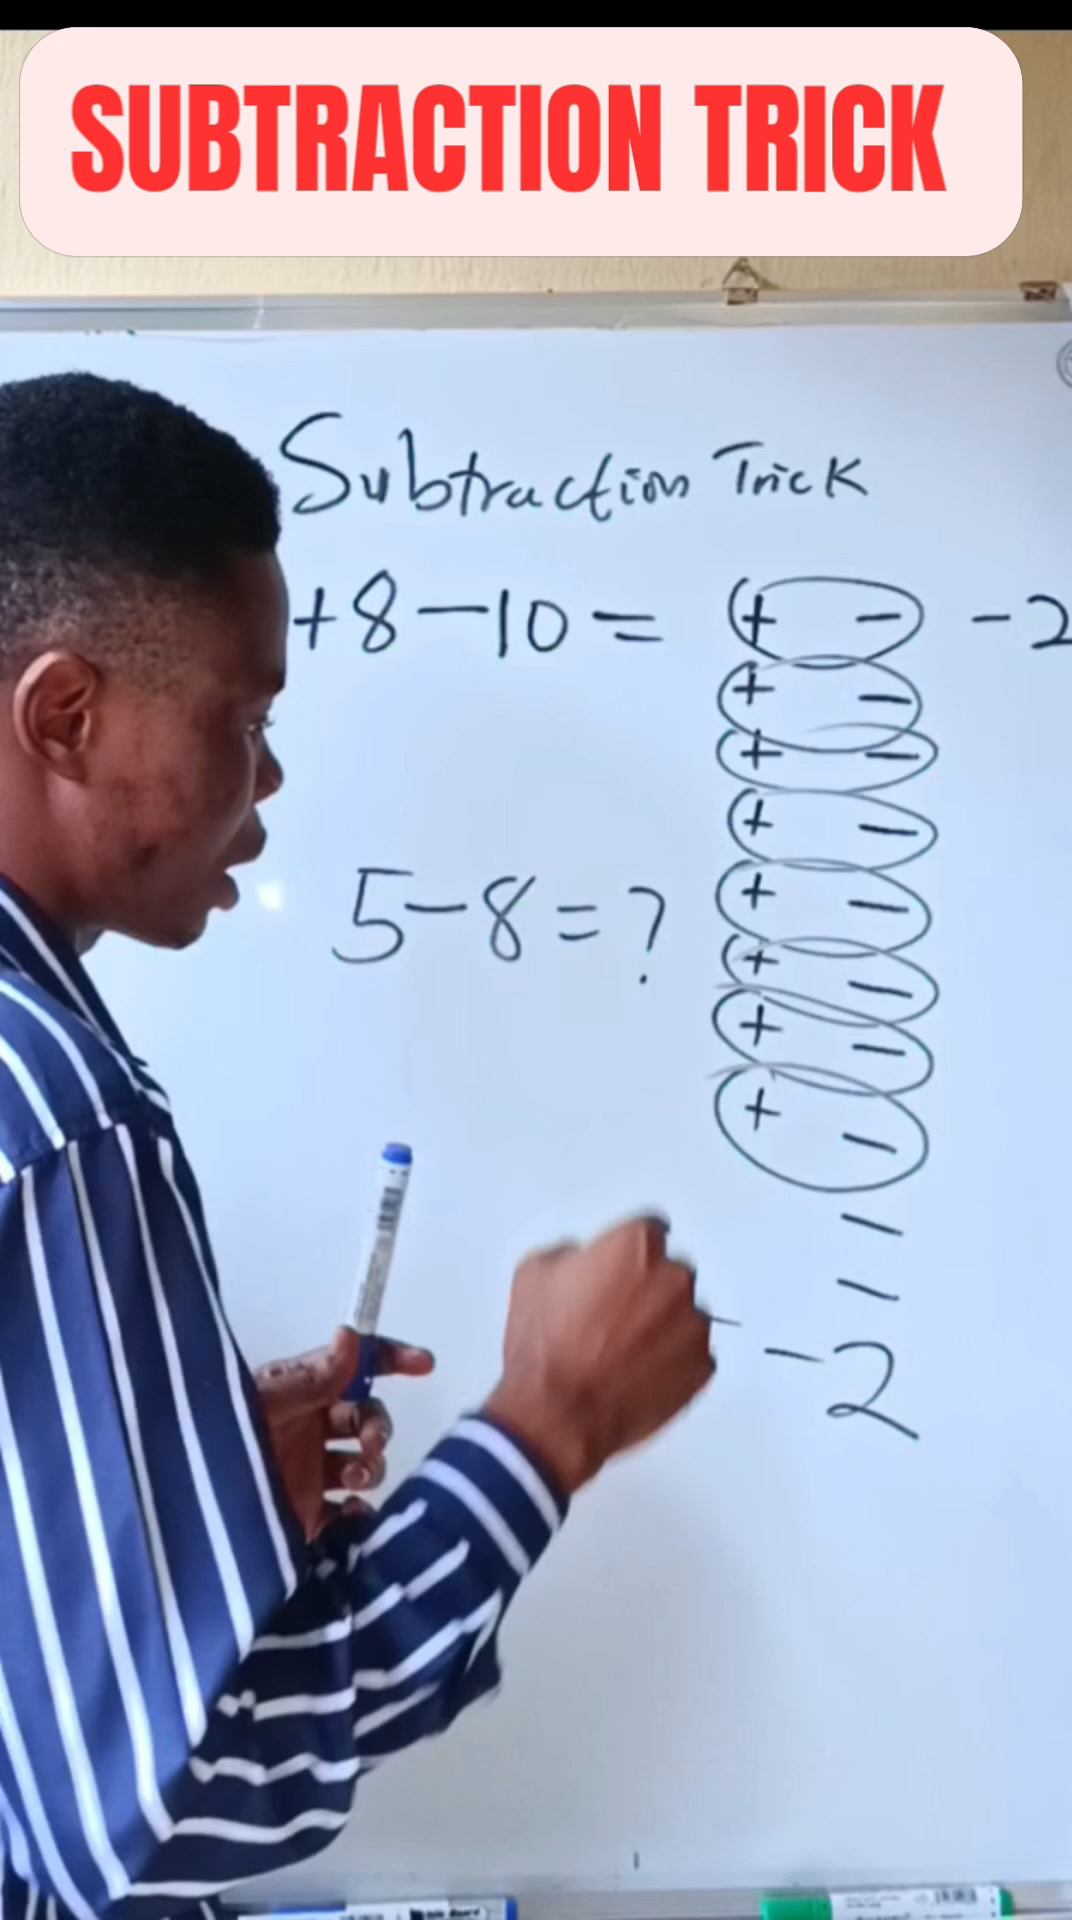 SUBTRACTION TRICK
Subtraction Trick
+8-10= + - -2
+ -
+ -
+ -
5-8=? + -
+ -
+ -
+ -
-
-
-2